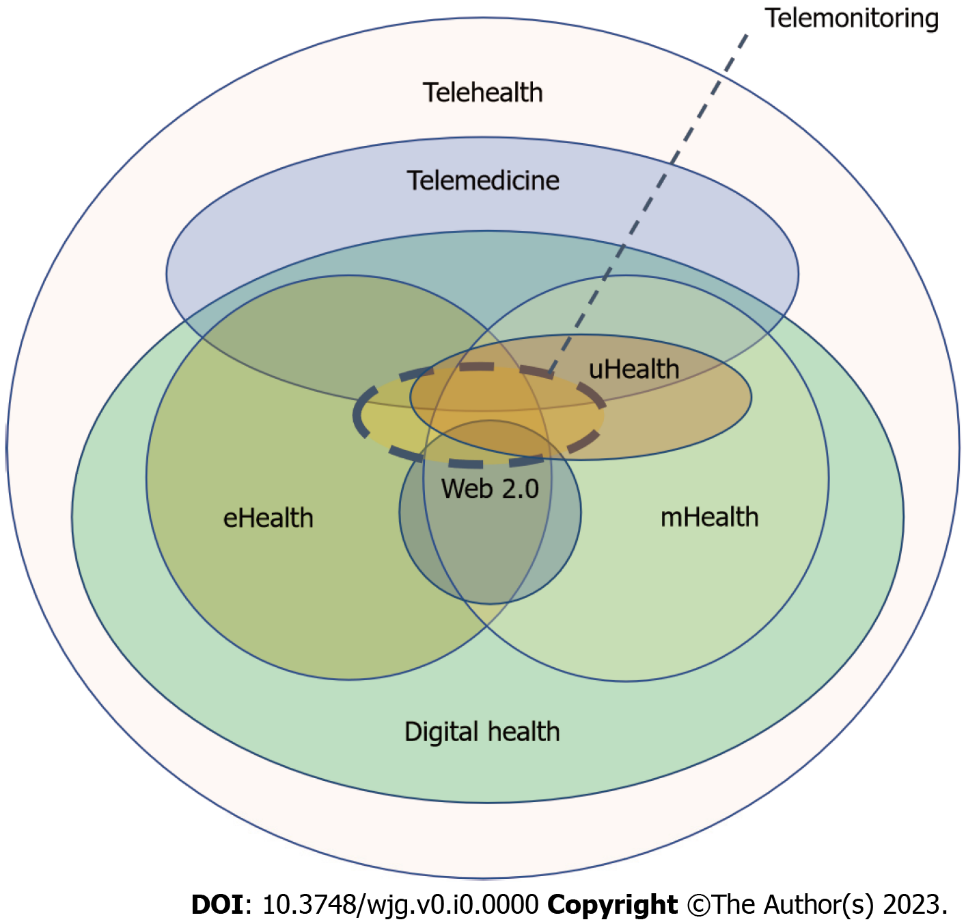 Telemonitoring
Telehealth
Telemedicine
uHealth
Web 2.0
eHealth
mHealth
Digital health
DOI: 10.3748/wjg.v0.i0.0000 Copyright ©The Author(s) 2023.